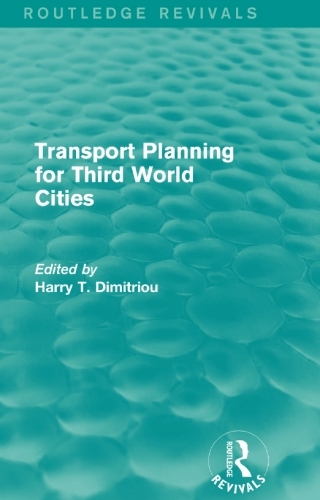 ROUTLEDGE REVIVALS
Transport Planning
for Third World
Cities
Edited by
Harry T. Dimitriou
ROUTLEDGE
R
REVIVALS